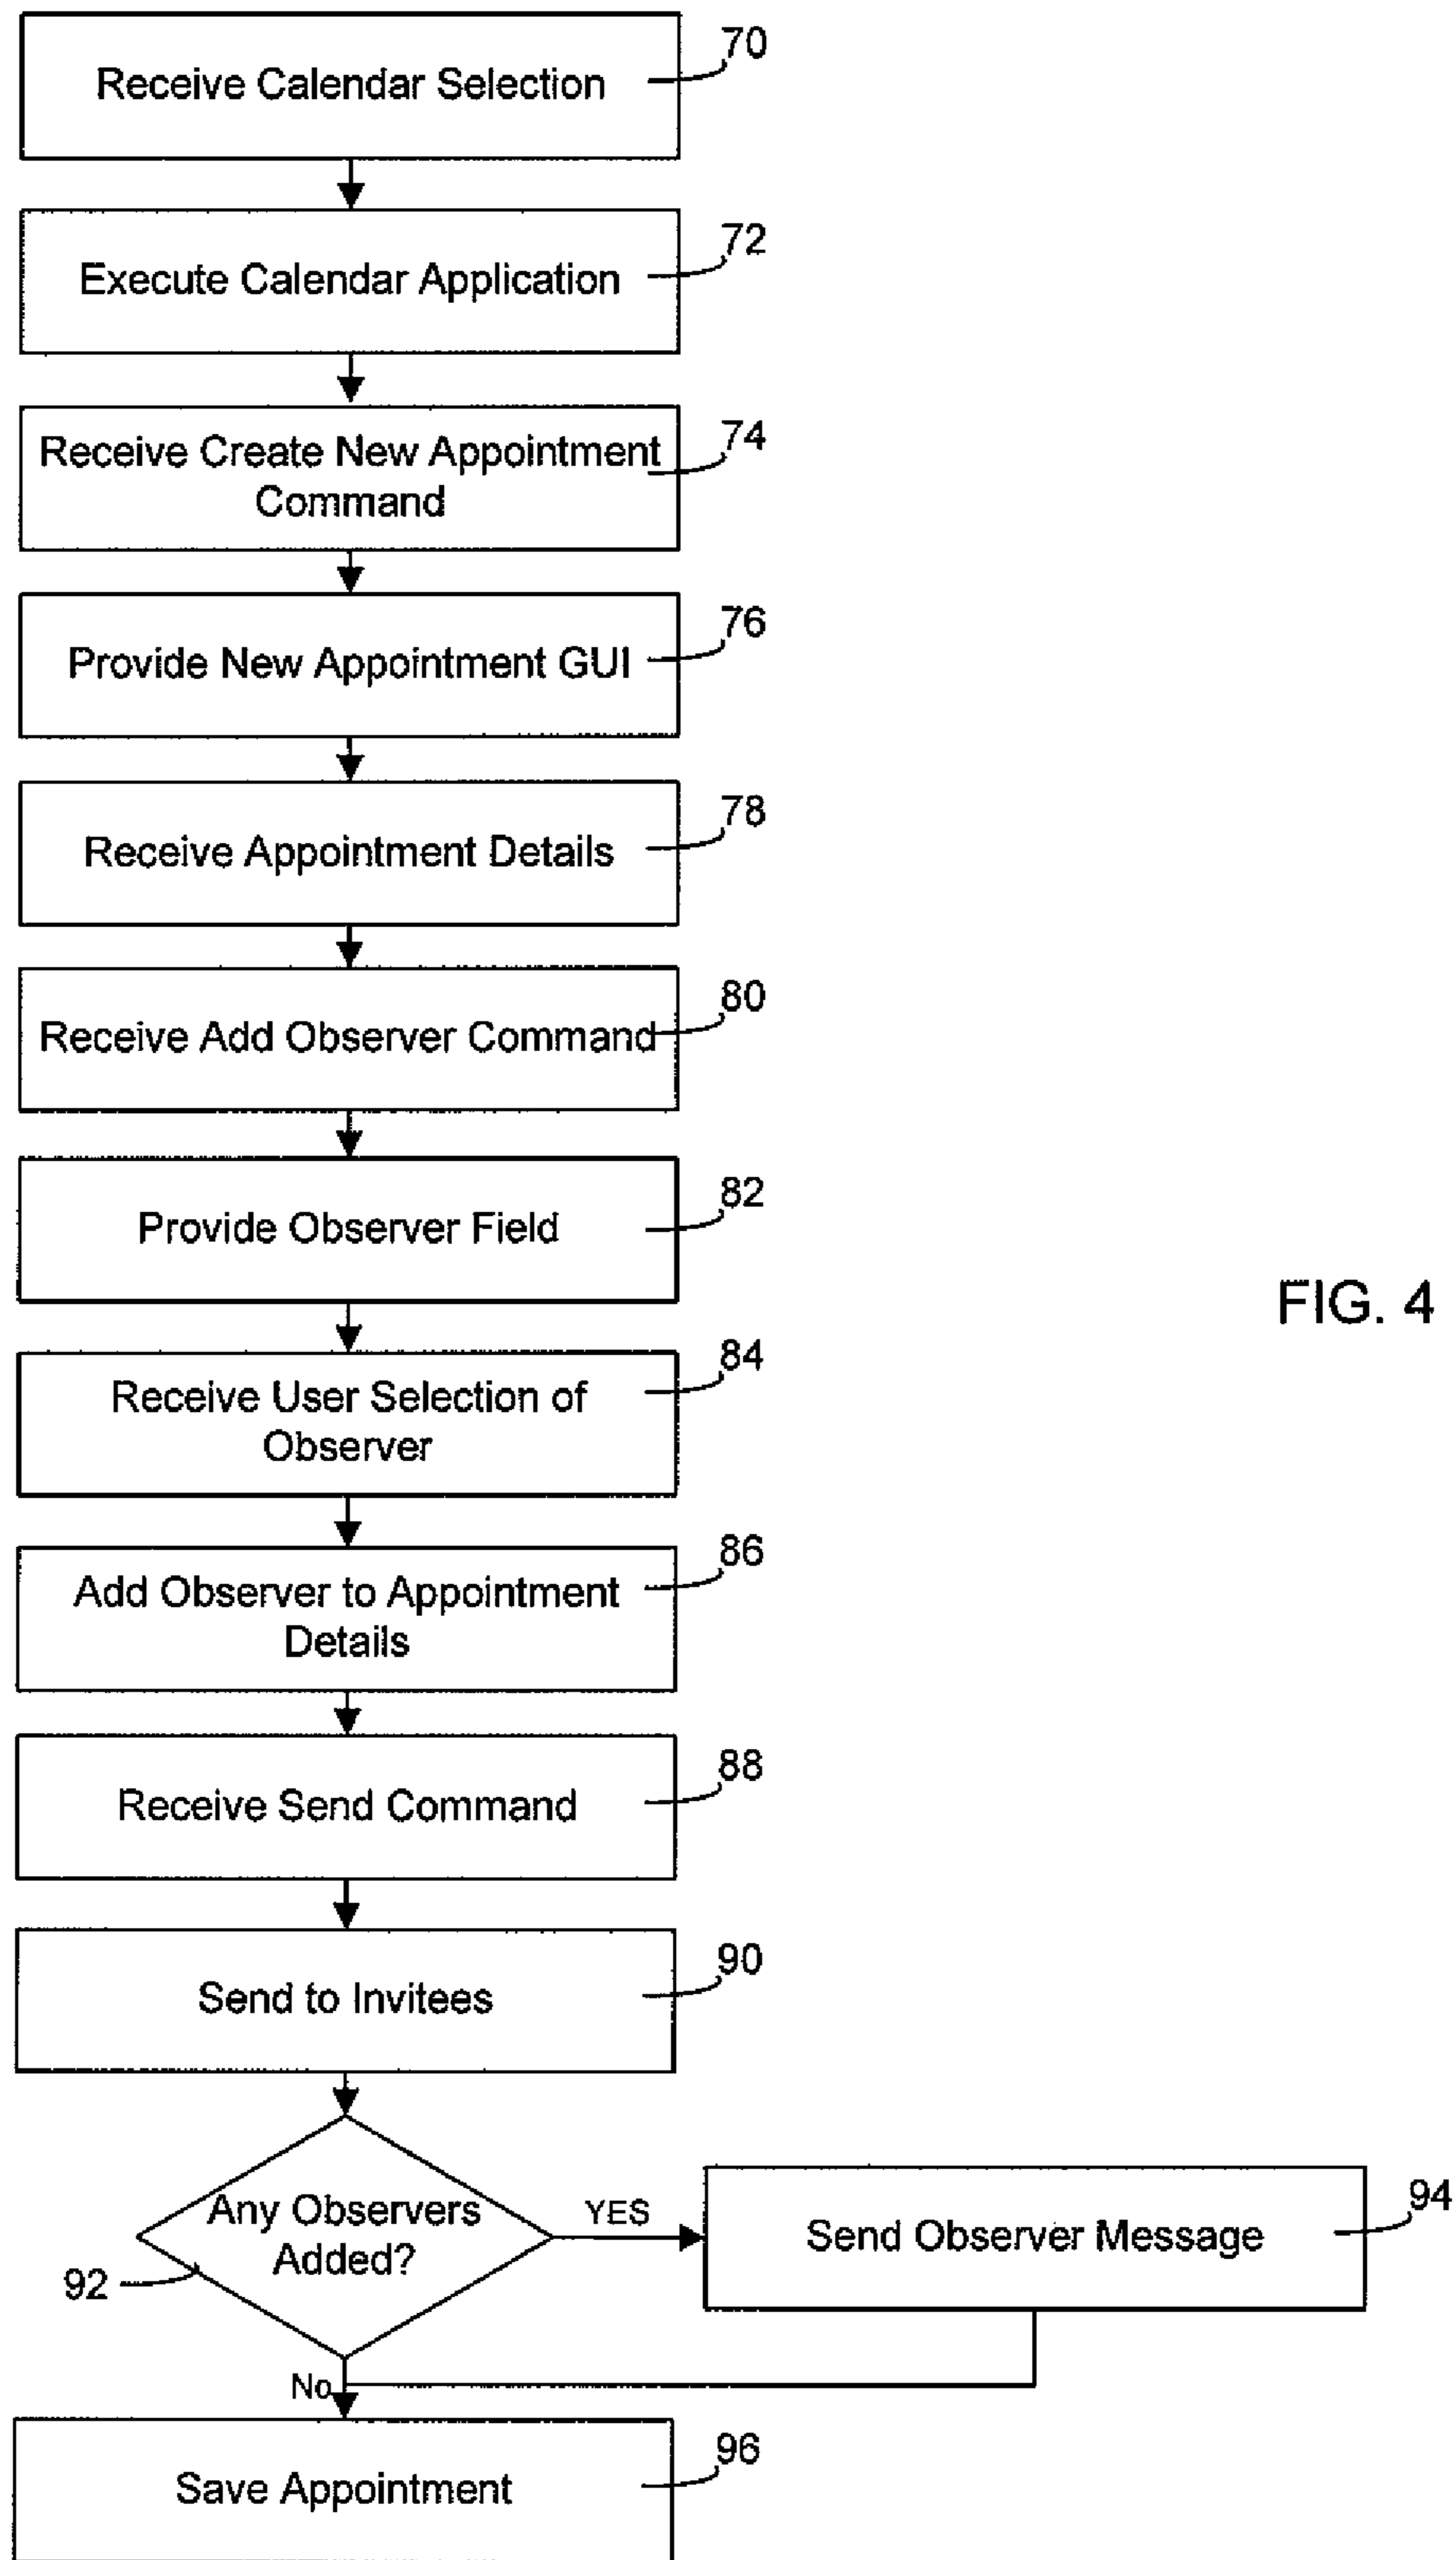 70
Receive Calendar Selection
72
Execute Calendar Application
74
Receive Create New Appointment
Command
76
Provide New Appointment GUI
78
Receive Appointment Details
80
Receive Add Observer Command
82
Provide Observer Field
FIG. 4
84
Receive User Selection of
Observer
86
Add Observer to Appointment
Details
88
Receive Send Command
90
Send to Invitees
Any Observers
Added?
92
YES
94
Send Observer Message
No
96
Save Appointment